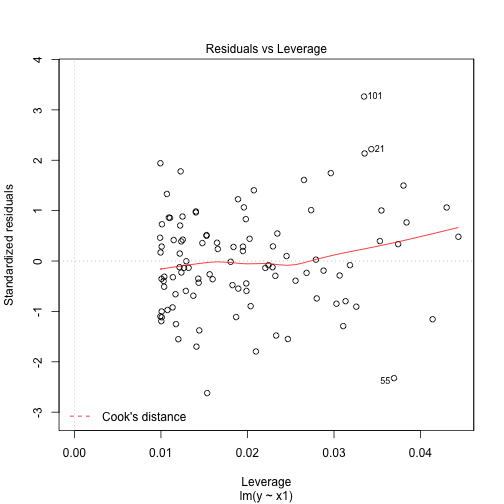 Residuals vs Leverage
Standardized residuals
4
3
2
1
0
-1
-2
-3
101
21
55
Cook's distance
0.00 0.01 0.02 0.03 0.04
Leverage
lm(y ~ x1)